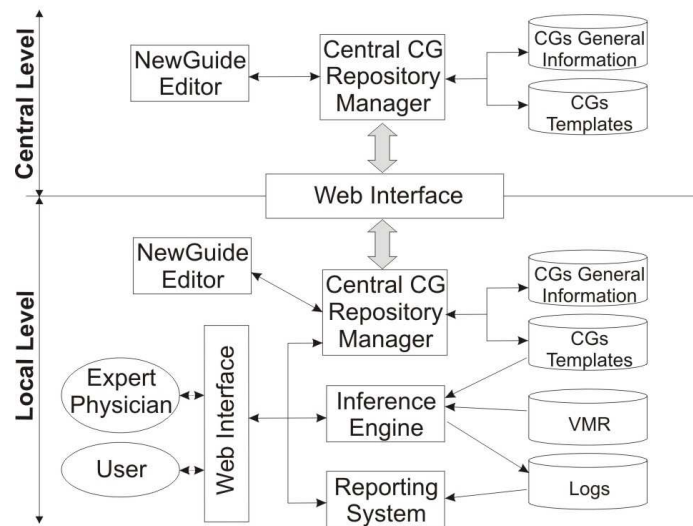 Central Level
NewGuide
Editor
Central CG
Repository
Manager
CGs General
Information
CGs
Templates
Web Interface
Local Level
NewGuide
Editor
Central CG
Repository
Manager
CGs General
Information
CGs
Templates
Expert
Physician
User
Web Interface
Inference
Engine
VMR
Reporting
System
Logs